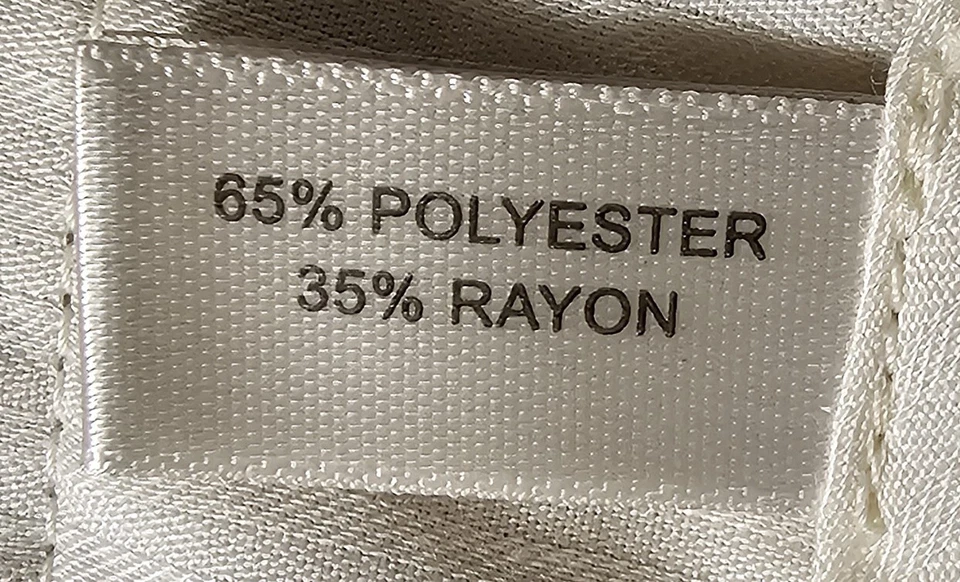 65% POLYESTER
35% RAYON